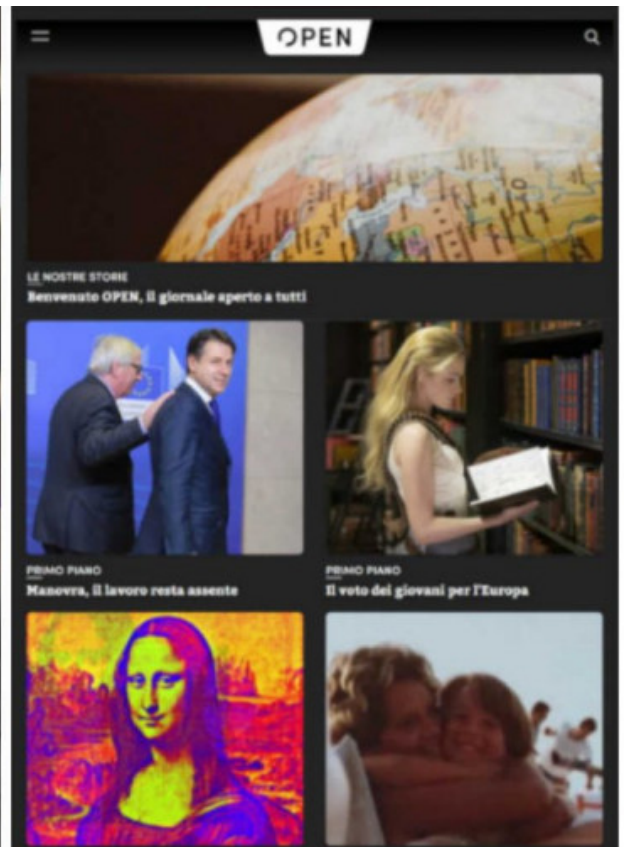 OPEN
LE NOSTRE STORIE
Benvenuto OPEN, il giornale aperto a tutti
PRIMO PIANO
Manovra, il lavoro resta assente
PRIMO PIANO
Il voto dei giovani per l'Europa